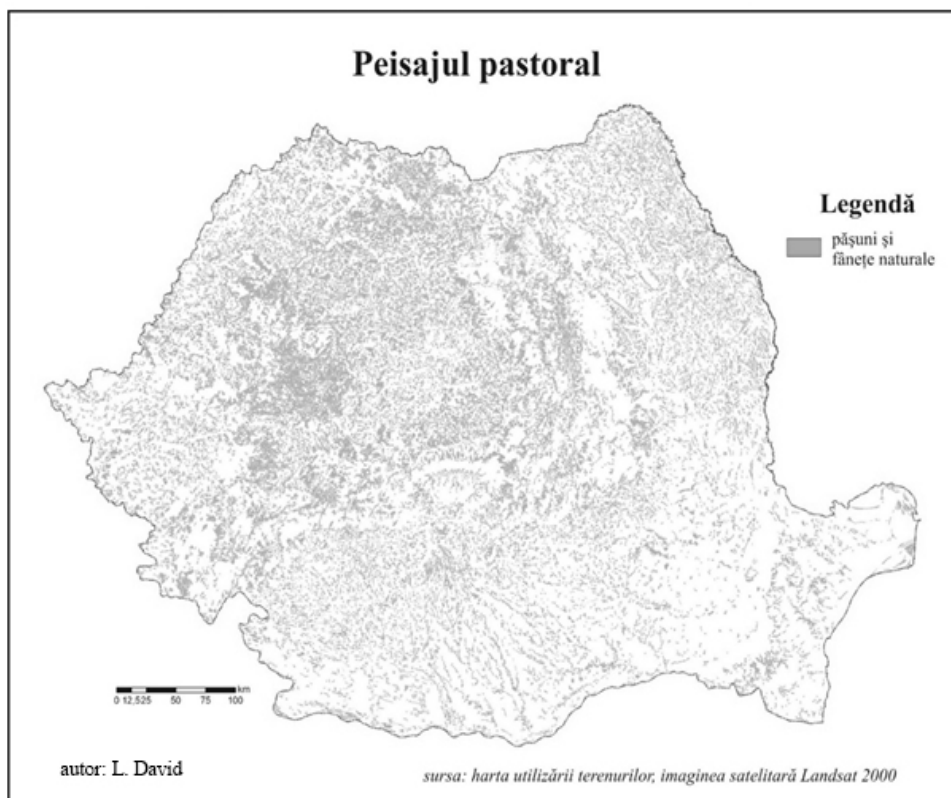 Peisajul pastoral
Legendă
pășuni și
fânețe naturale
0 12,525 50 75 100 km
autor: L. David
sursa: harta utilizării terenurilor, imaginea satelitară Landsat 2000